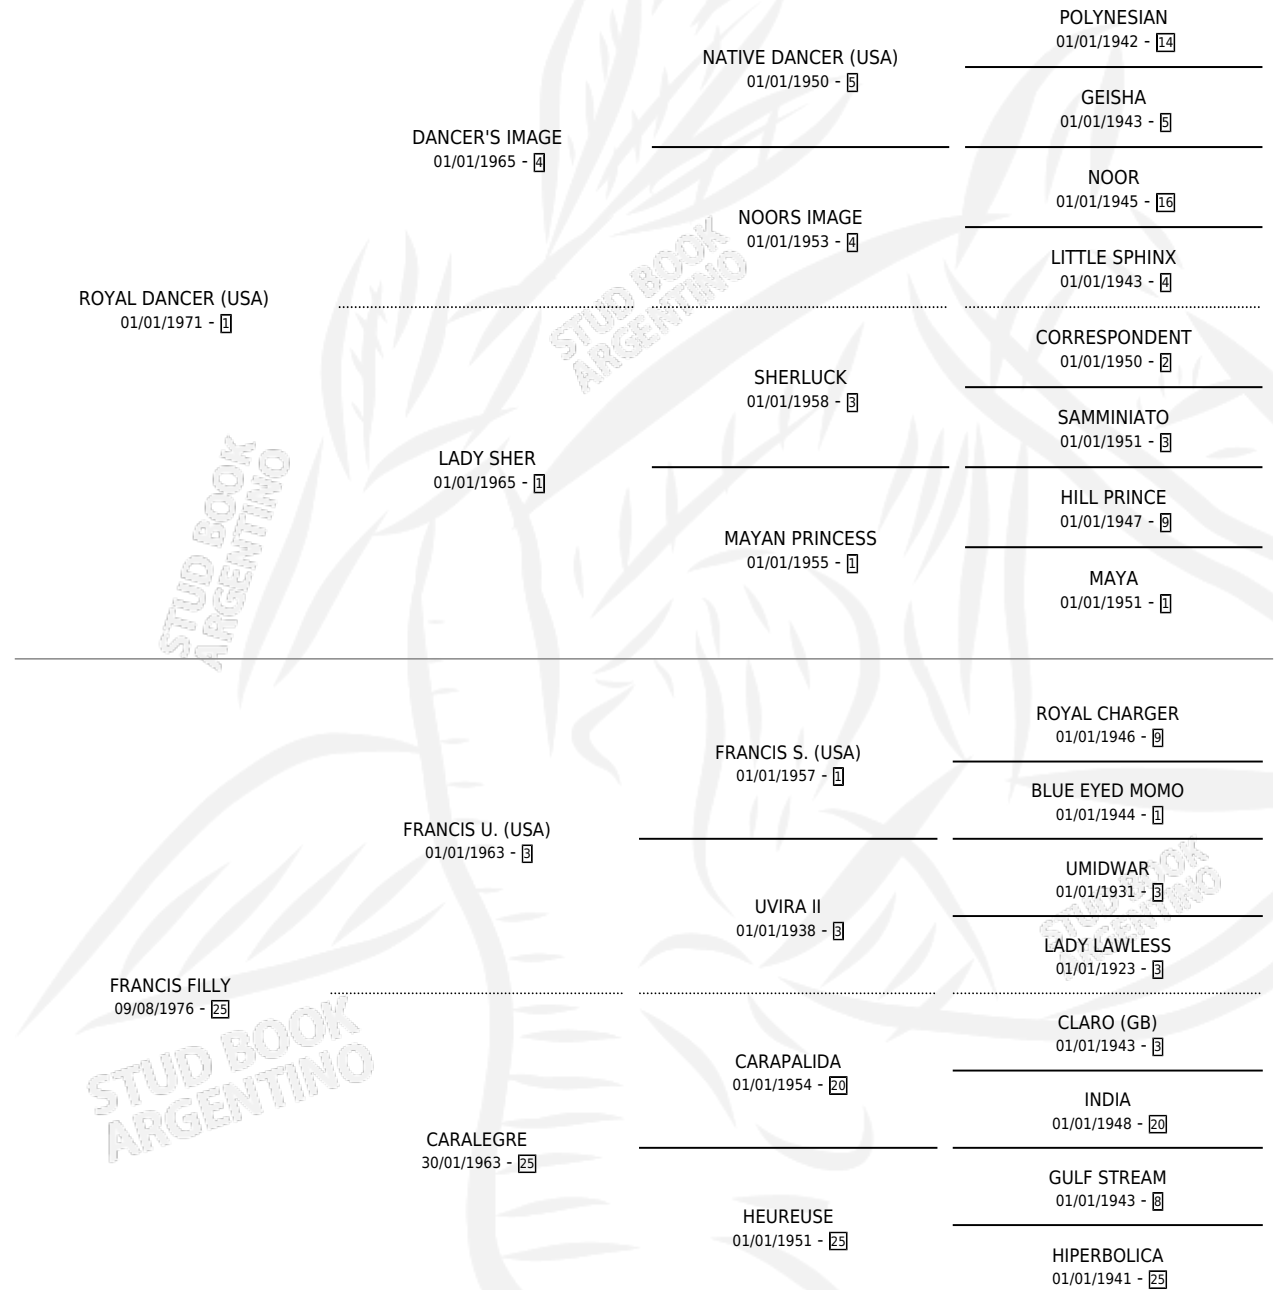 POLYNESIAN
01/01/1942 - 14
NATIVE DANCER (USA)
01/01/1950 - 5
GEISHA
01/01/1943 - 5
DANCER'S IMAGE
01/01/1965 - 4
NOOR
01/01/1945 - 16
NOORS IMAGE
01/01/1953 - 4
LITTLE SPHINX
01/01/1943 - 4
ROYAL DANCER (USA)
01/01/1971 - 1
CORRESPONDENT
01/01/1950 - 2
SHERLUCK
01/01/1958 - 3
SAMMINIATO
01/01/1951 - 3
LADY SHER
01/01/1965 - 1
HILL PRINCE
01/01/1947 - 9
MAYAN PRINCESS
01/01/1955 - 1
MAYA
01/01/1951 - 1
ROYAL CHARGER
01/01/1946 - 9
FRANCIS S. (USA)
01/01/1957 - 1
BLUE EYED MOMO
01/01/1944 - 1
FRANCIS U. (USA)
01/01/1963 - 3
UMIDWAR
01/01/1931 - 3
UVIRA II
01/01/1938 - 3
LADY LAWLESS
01/01/1923 - 3
FRANCIS FILLY
09/08/1976 - 25
CLARO (GB)
01/01/1943 - 3
CARAPALIDA
01/01/1954 - 20
INDIA
01/01/1948 - 20
CARALEGRE
30/01/1963 - 25
GULF STREAM
01/01/1943 - 8
HEUREUSE
01/01/1951 - 25
HIPERBOLICA
01/01/1941 - 25
STUD BOOK
ARGENTINO
STUD BOOK
ARGENTINO
STUD BOOK
ARGENTINO
STUD BOOK
ARGENTINO